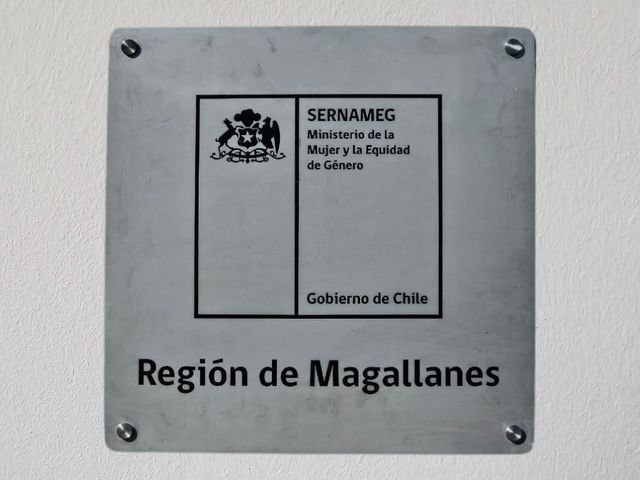 SERNAMEG
Ministerio de la
Mujer y la Equidad
de Género
Gobierno de Chile
Región de Magallanes